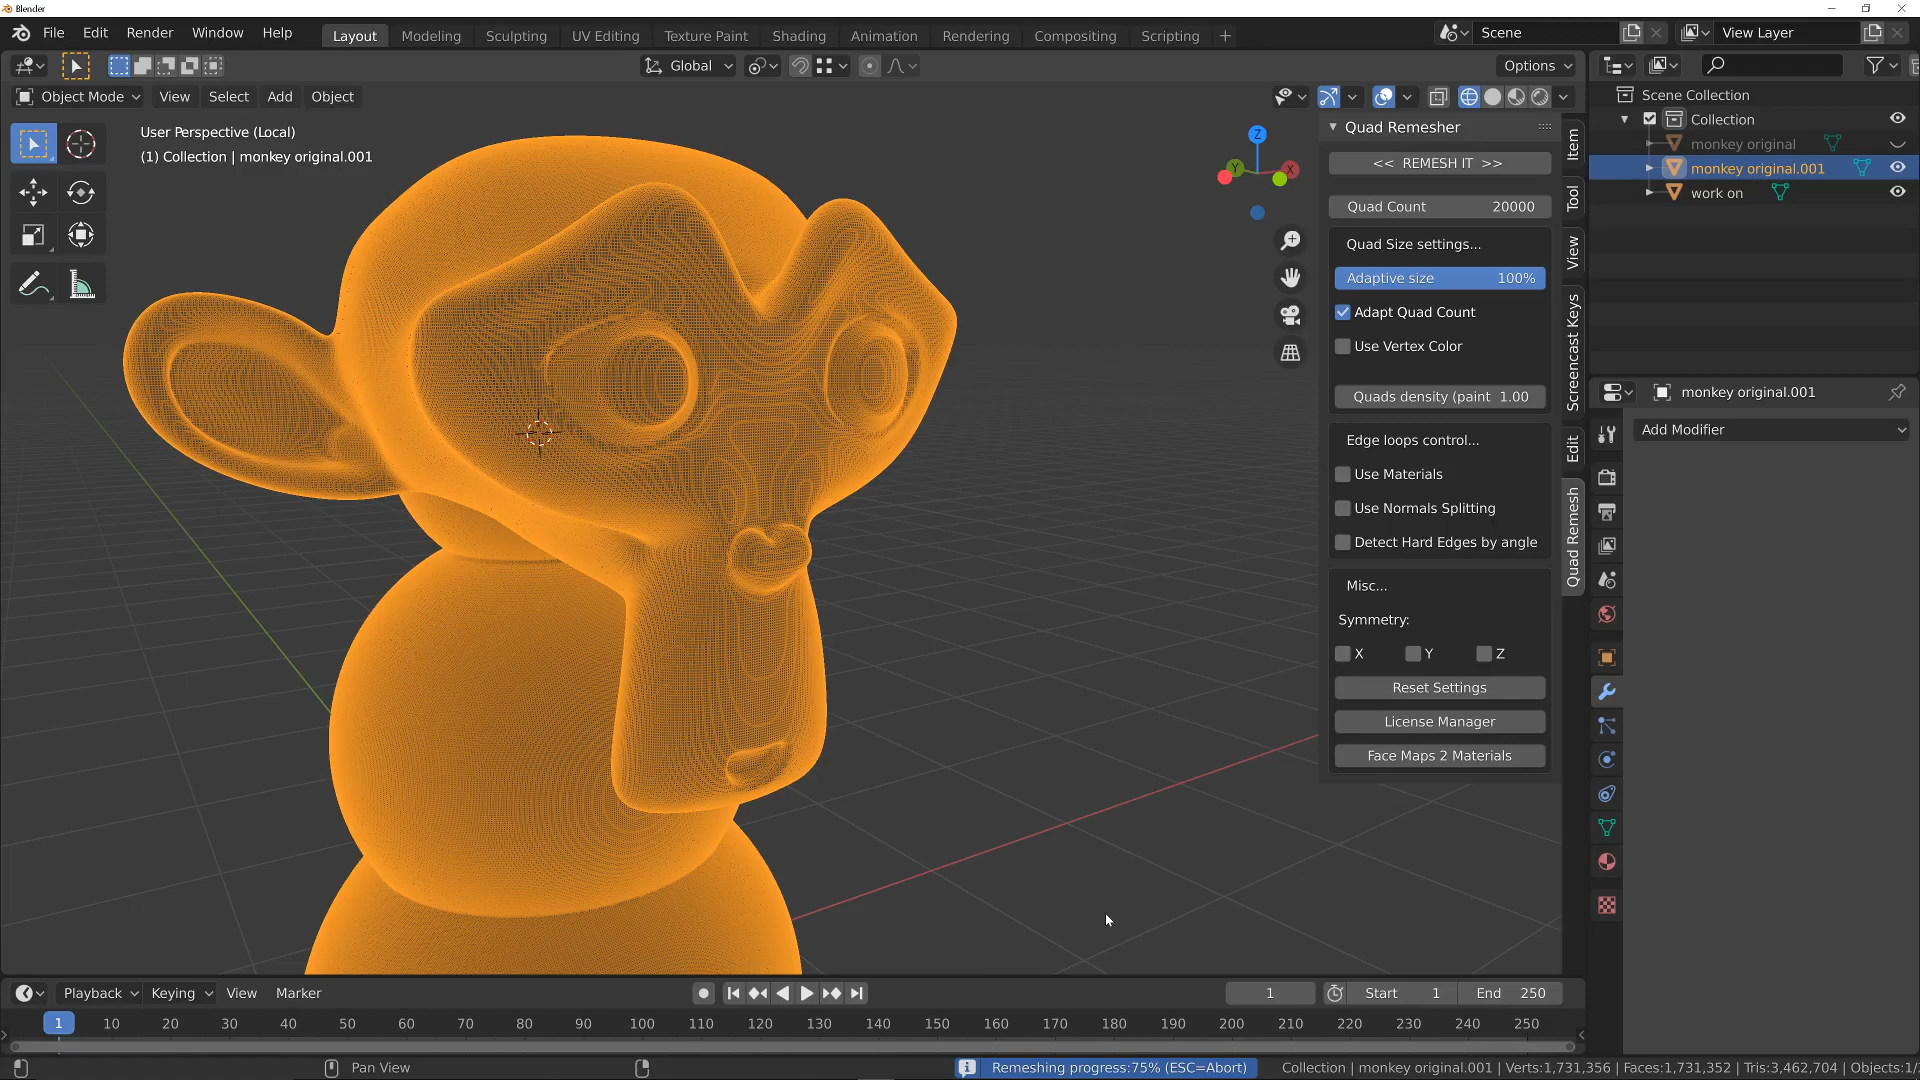 Blender
File Edit Render Window Help
Layout Modeling Sculpting UV Editing Texture Paint Shading Animation Rendering Compositing Scripting +
Scene
View Layer
Global
Options
Object Mode View Select Add Object
User Perspective (Local)
(1) Collection | monkey original.001
Z
Y
X
Quad Remesher
<< REMESH IT >>
Quad Count 20000
Quad Size settings...
Adaptive size 100%
Adapt Quad Count
Use Vertex Color
Quads density (paint 1.00
Edge loops control...
Use Materials
Use Normals Splitting
Detect Hard Edges by angle
Misc...
Symmetry:
X Y Z
Reset Settings
License Manager
Face Maps 2 Materials
Item
Tool
View
Screencast Keys
Edit
Quad Remesh
Scene Collection
Collection
monkey original
monkey original.001
work on
monkey original.001
Add Modifier
Playback Keying View Marker
1
Start 1
End 250
1 10 20 30 40 50 60 70 80 90 100 110 120 130 140 150 160 170 180 190 200 210 220 230 240 250
Pan View
Remeshing progress:75% (ESC=Abort)
Collection | monkey original.001 | Verts:1,731,356 | Faces:1,731,352 | Tris:3,462,704 | Objects:1/